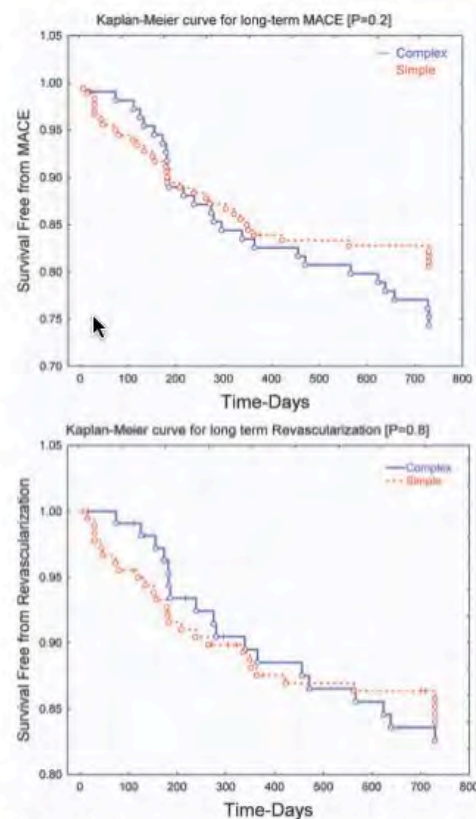 Kaplan-Meier curve for long-term MACE [P=0.2]
1.05
1.00
0.95
0.90
0.85
0.80
0.75
0.70
Survival Free from MACE
Complex
Simple
0 100 200 300 400 500 600 700 800
Time-Days
Kaplan-Meier curve for long term Revascularization [P=0.8]
1.05
1.00
0.95
0.90
0.85
0.80
Survival Free from Revascularization
Complex
Simple
0 100 200 300 400 500 600 700 800
Time-Days